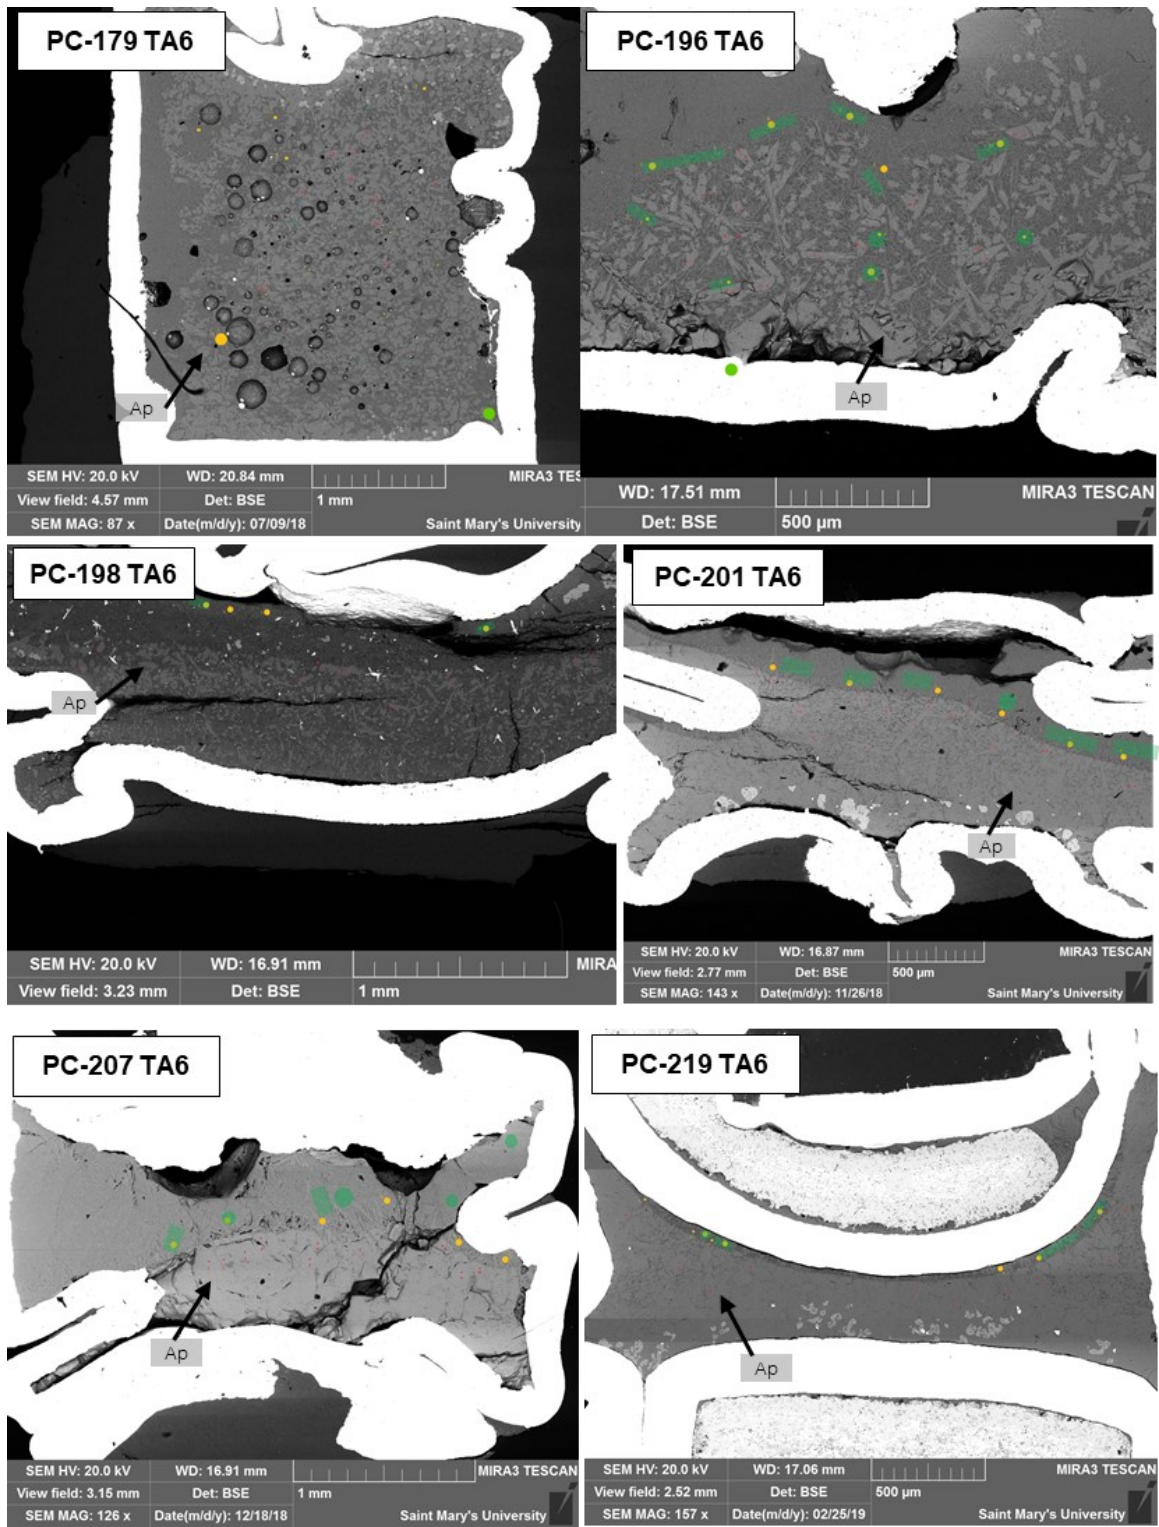 PC-179 TA6
Ap
SEM HV: 20.0 kV WD: 20.84 mm MIRA3 TES
View field: 4.57 mm Det: BSE 1 mm
SEM MAG: 87 x Date(m/d/y): 07/09/18 Saint Mary's University
PC-196 TA6
Ap
WD: 17.51 mm MIRA3 TESCAN
Det: BSE 500 µm
PC-198 TA6
Ap
SEM HV: 20.0 kV WD: 16.91 mm MIRA
View field: 3.23 mm Det: BSE 1 mm
PC-201 TA6
Ap
SEM HV: 20.0 kV WD: 16.87 mm MIRA3 TESCAN
View field: 2.77 mm Det: BSE 500 µm
SEM MAG: 143 x Date(m/d/y): 11/26/18 Saint Mary's University
PC-207 TA6
Ap
SEM HV: 20.0 kV WD: 16.91 mm MIRA3 TESCAN
View field: 3.15 mm Det: BSE 1 mm
SEM MAG: 126 x Date(m/d/y): 12/18/18 Saint Mary's University
PC-219 TA6
Ap
SEM HV: 20.0 kV WD: 17.06 mm MIRA3 TESCAN
View field: 2.52 mm Det: BSE 500 µm
SEM MAG: 157 x Date(m/d/y): 02/25/19 Saint Mary's University